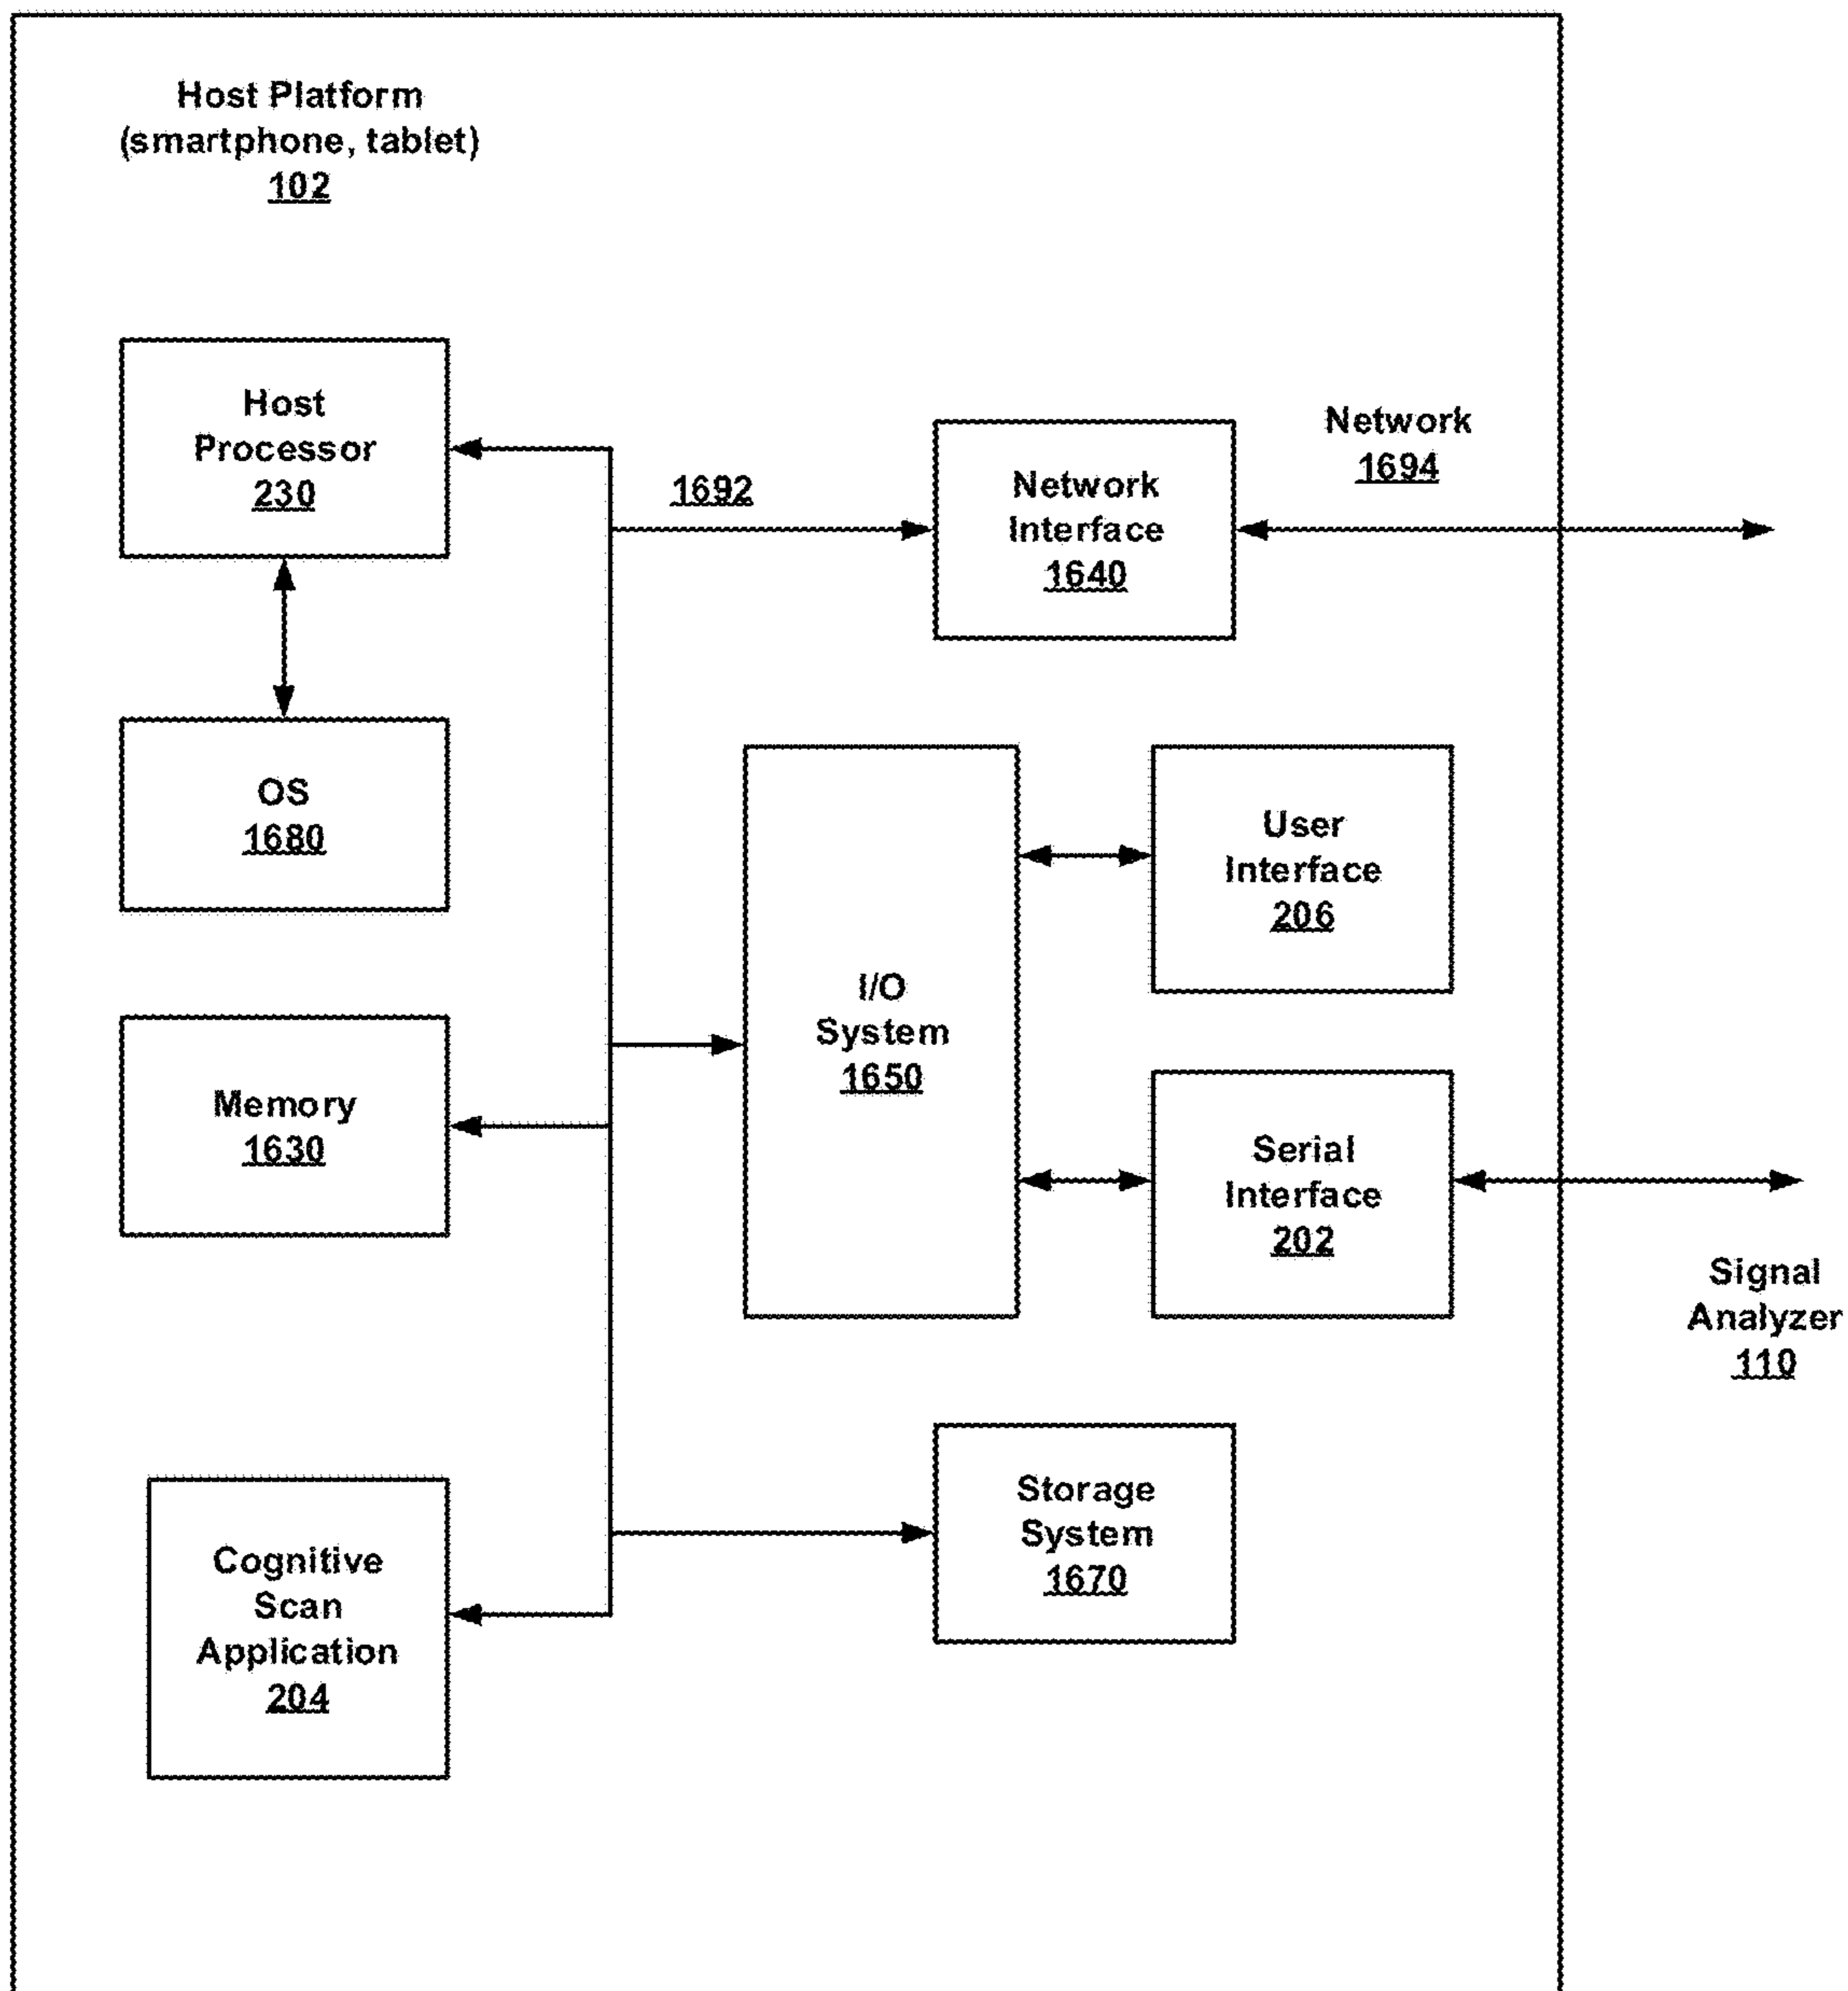 Host Platform
(smartphone, tablet)
102
Host
Processor
230
1692
Network
Interface
1640
Network
1694
OS
1680
I/O
System
1650
User
Interface
206
Memory
1630
Serial
Interface
202
Signal
Analyzer
110
Cognitive
Scan
Application
204
Storage
System
1670